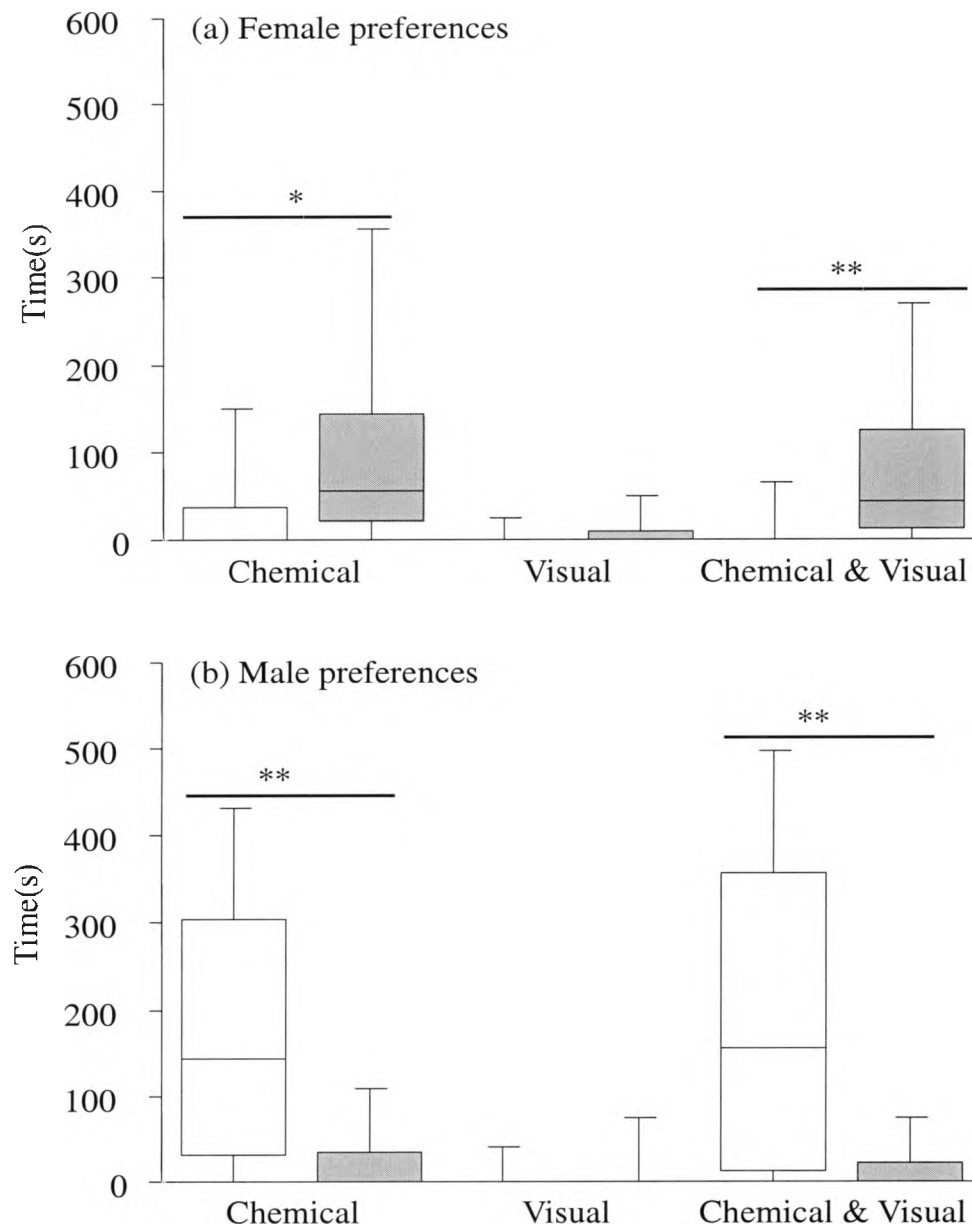 (a) Female preferences
600
500
400
300
200
100
0
Time(s)
*
**
Chemical
Visual
Chemical & Visual
(b) Male preferences
600
500
400
300
200
100
0
Time(s)
**
**
Chemical
Visual
Chemical & Visual